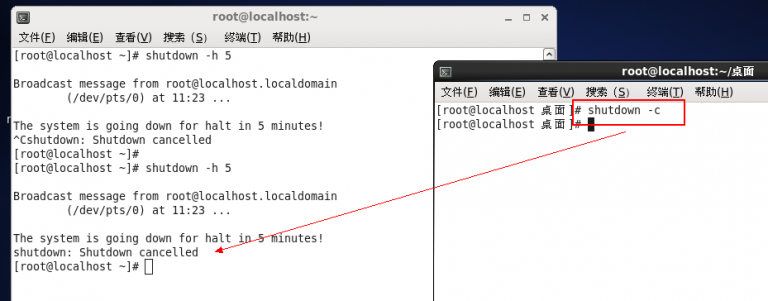 root@localhost:~
文件(F) 编辑(E) 查看(V) 搜索 (S) 终端(T) 帮助(H)
[root@localhost ~]# shutdown -h 5
Broadcast message from root@localhost.localdomain
(/dev/pts/0) at 11:23 ...
The system is going down for halt in 5 minutes!
^Cshutdown: Shutdown cancelled
[root@localhost ~]#
[root@localhost ~]# shutdown -h 5
Broadcast message from root@localhost.localdomain
(/dev/pts/0) at 11:23 ...
The system is going down for halt in 5 minutes!
shutdown: Shutdown cancelled
[root@localhost ~]#
root@localhost:~/桌面
文件(F) 编辑(E) 查看(V) 搜索 (S) 终端(T) 帮助(H)
[root@localhost 桌面]# shutdown -c
[root@localhost 桌面]#